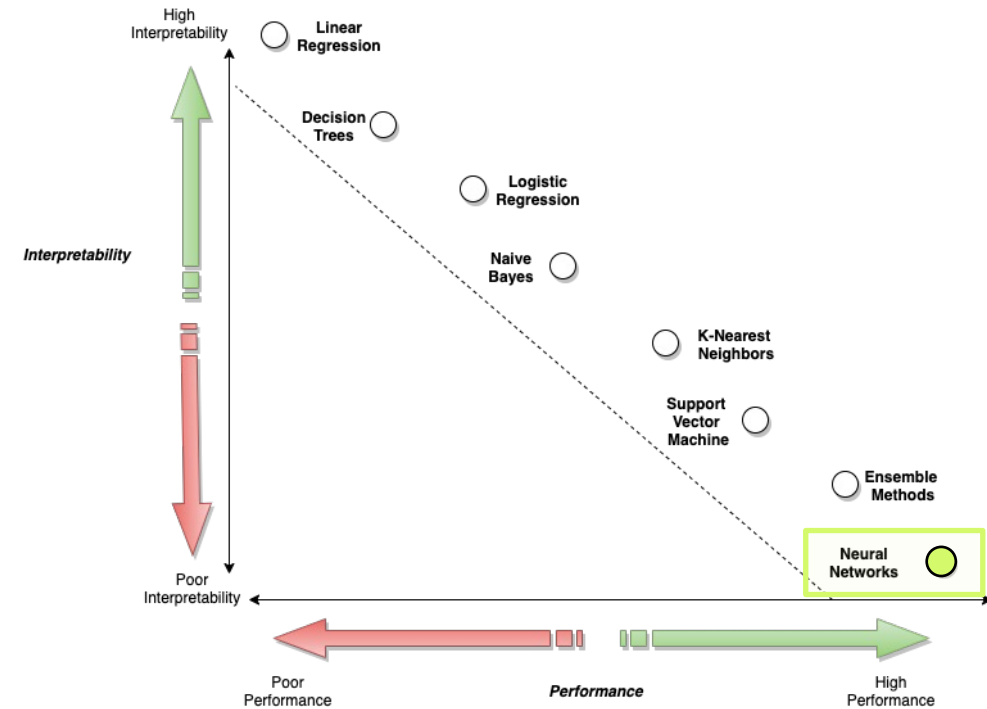 High
Interpretability
Linear
Regression
Decision
Trees
Logistic
Regression
Interpretability
Naive
Bayes
K-Nearest
Neighbors
Support
Vector
Machine
Ensemble
Methods
Neural
Networks
Poor
Interpretability
Poor
Performance
Performance
High
Performance